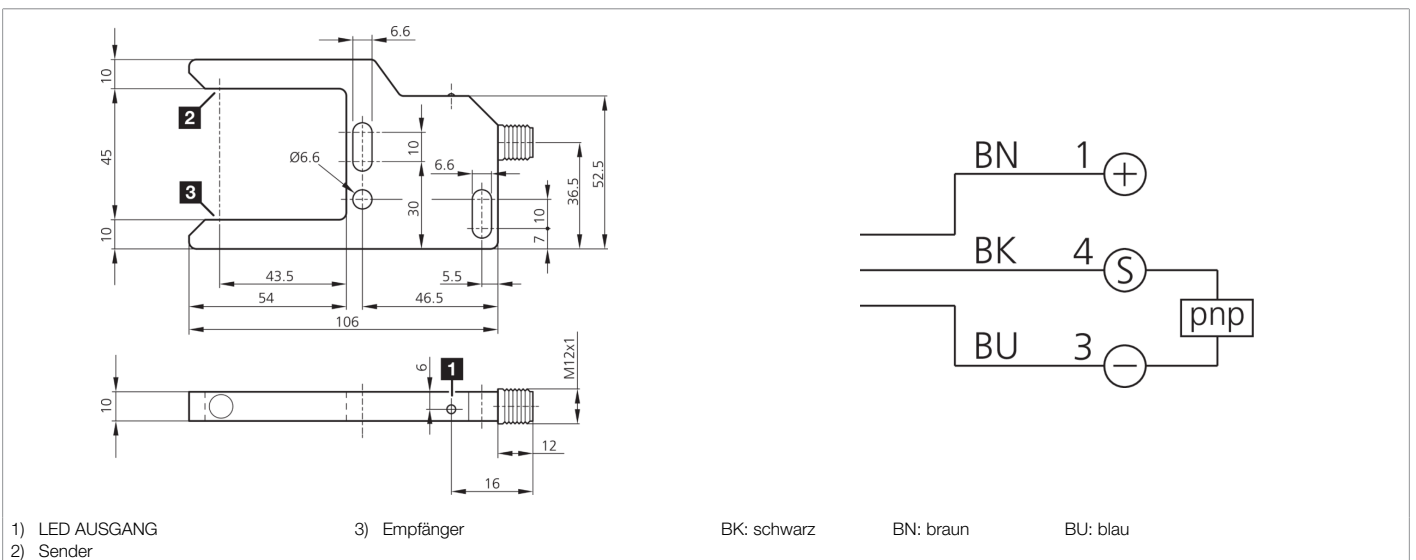 6.6
10
2
45
Ø6.6
3
10
10
6.6
30
10
7
36.5
52.5
43.5
5.5
54
46.5
106
BN 1
+
BK 4
S
pnp
BU 3
−
6
1
M12x1
10
12
16
1) LED AUSGANG 3) Empfänger BK: schwarz BN: braun BU: blau
2) Sender